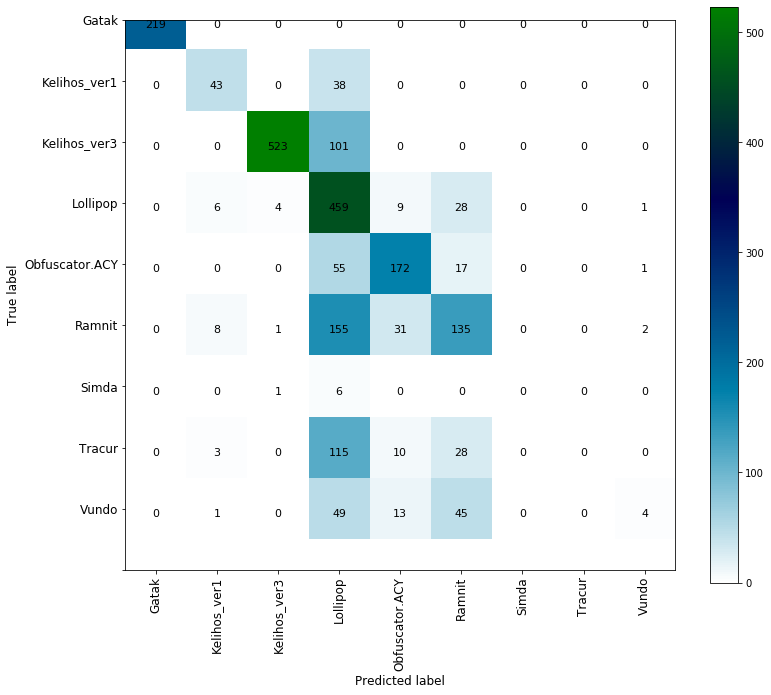 Gatak 219 0 0 0 0 0 0 0 0
Kelihos_ver1 0 43 0 38 0 0 0 0 0
Kelihos_ver3 0 0 523 101 0 0 0 0 0
Lollipop 0 6 4 459 9 28 0 0 1
Obfuscator.ACY 0 0 0 55 172 17 0 0 1
Ramnit 0 8 1 155 31 135 0 0 2
Simda 0 0 1 6 0 0 0 0 0
Tracur 0 3 0 115 10 28 0 0 0
Vundo 0 1 0 49 13 45 0 0 4
True label
Gatak Kelihos_ver1 Kelihos_ver3 Lollipop Obfuscator.ACY Ramnit Simda Tracur Vundo
Predicted label
500
400
300
200
100
0